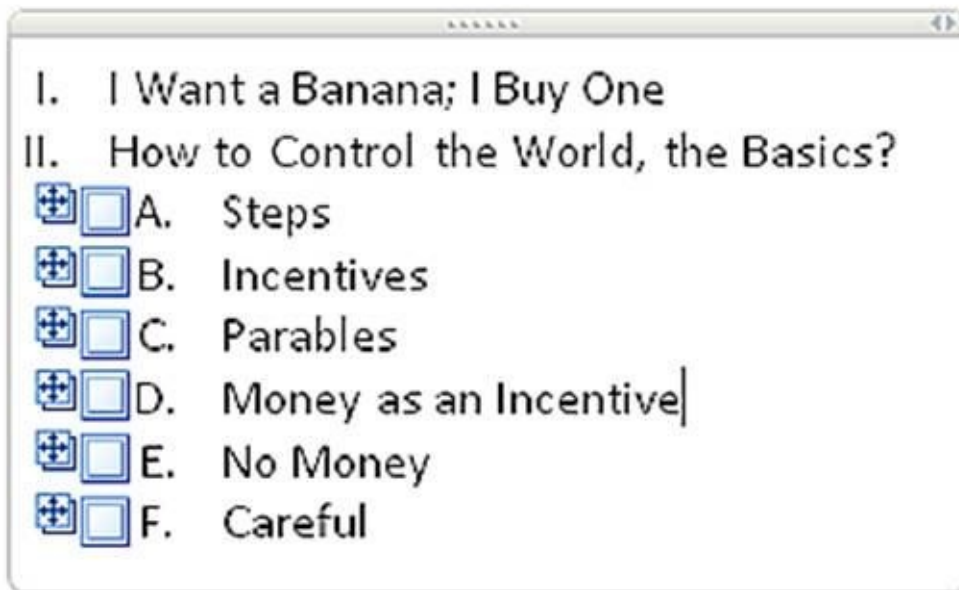 I. I Want a Banana; I Buy One
II. How to Control the World, the Basics?
A. Steps
B. Incentives
C. Parables
D. Money as an Incentive
E. No Money
F. Careful